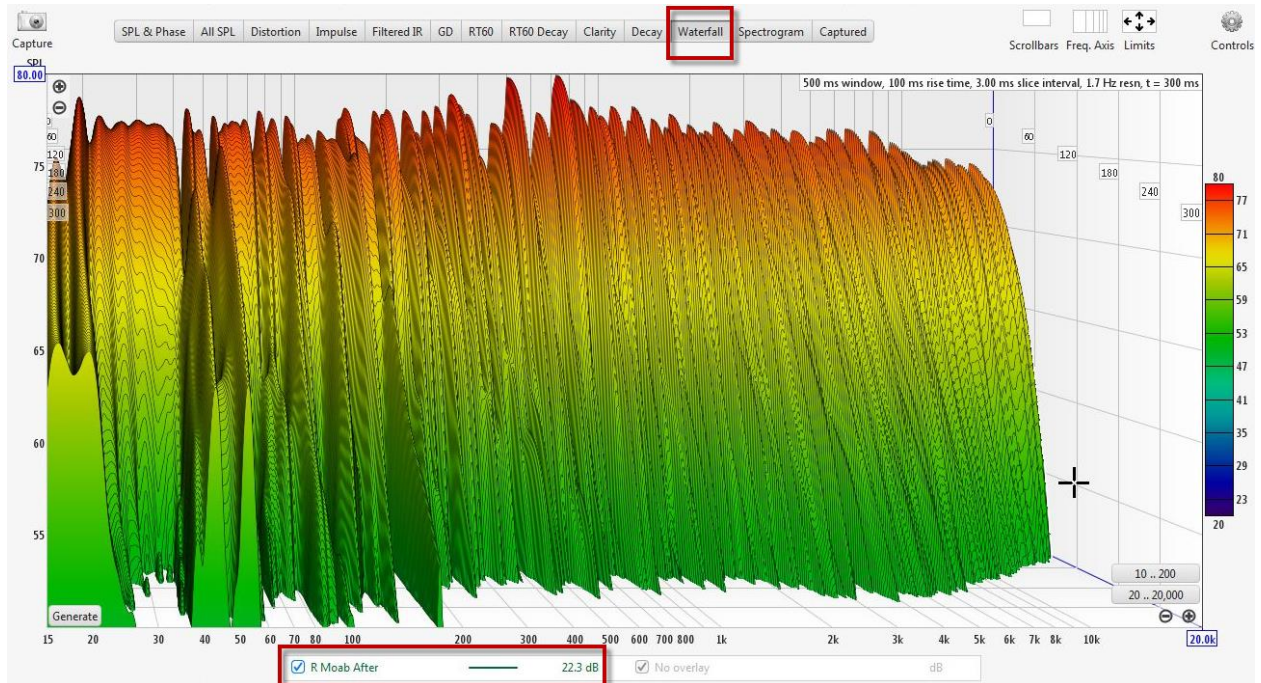 Capture
SPL & Phase All SPL Distortion Impulse Filtered IR GD RT60 RT60 Decay Clarity Decay Waterfall Spectrogram Captured
Scrollbars Freq. Axis Limits Controls
SPL
80.00
500 ms window, 100 ms rise time, 3.00 ms slice interval, 1.7 Hz resn, t = 300 ms
0
60
120
180
240
300
60
120
180
240
300
75
70
65
60
55
80
77
71
65
59
53
47
41
35
29
23
20
10 .. 200
20 .. 20,000
Generate
15 20 30 40 50 60 70 80 100 200 300 400 500 600 700 800 1k 2k 3k 4k 5k 6k 7k 8k 10k 20.0k
R Moab After 22.3 dB No overlay dB